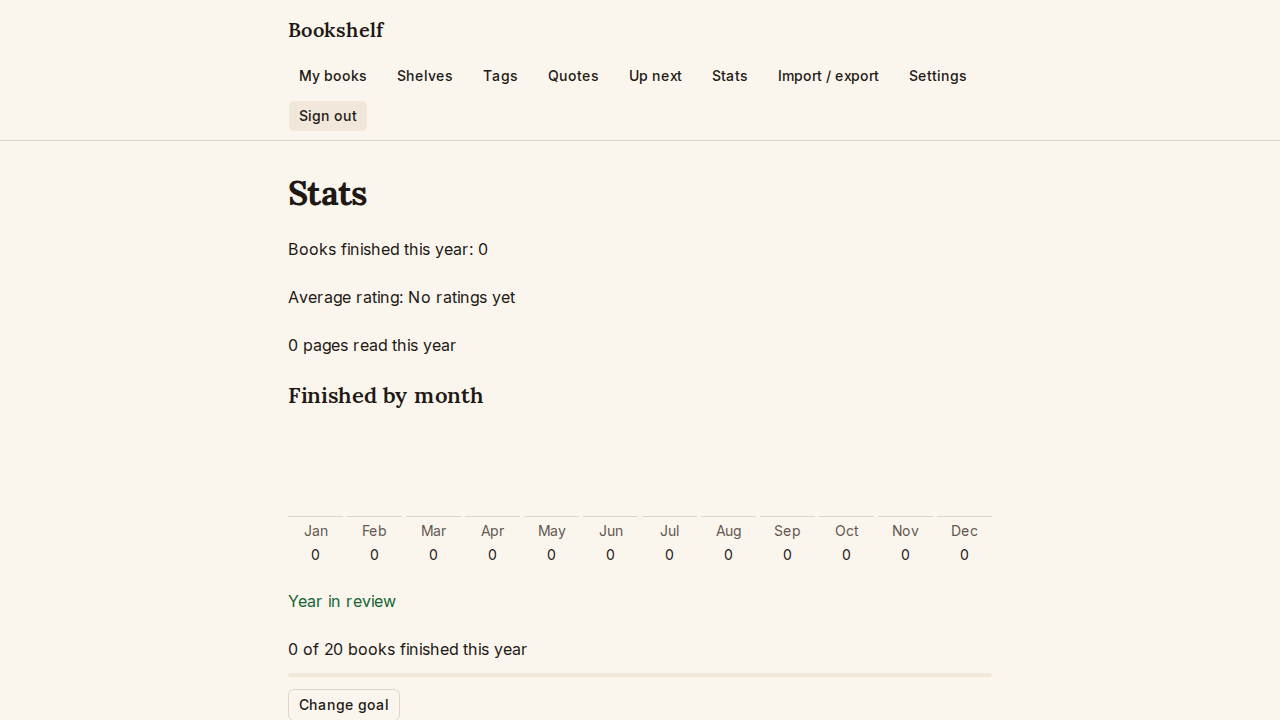 Bookshelf
My books Shelves Tags Quotes Up next Stats Import / export Settings
Sign out
Stats
Books finished this year: 0
Average rating: No ratings yet
0 pages read this year
Finished by month
Jan Feb Mar Apr May Jun Jul Aug Sep Oct Nov Dec
0 0 0 0 0 0 0 0 0 0 0 0
Year in review
0 of 20 books finished this year
Change goal